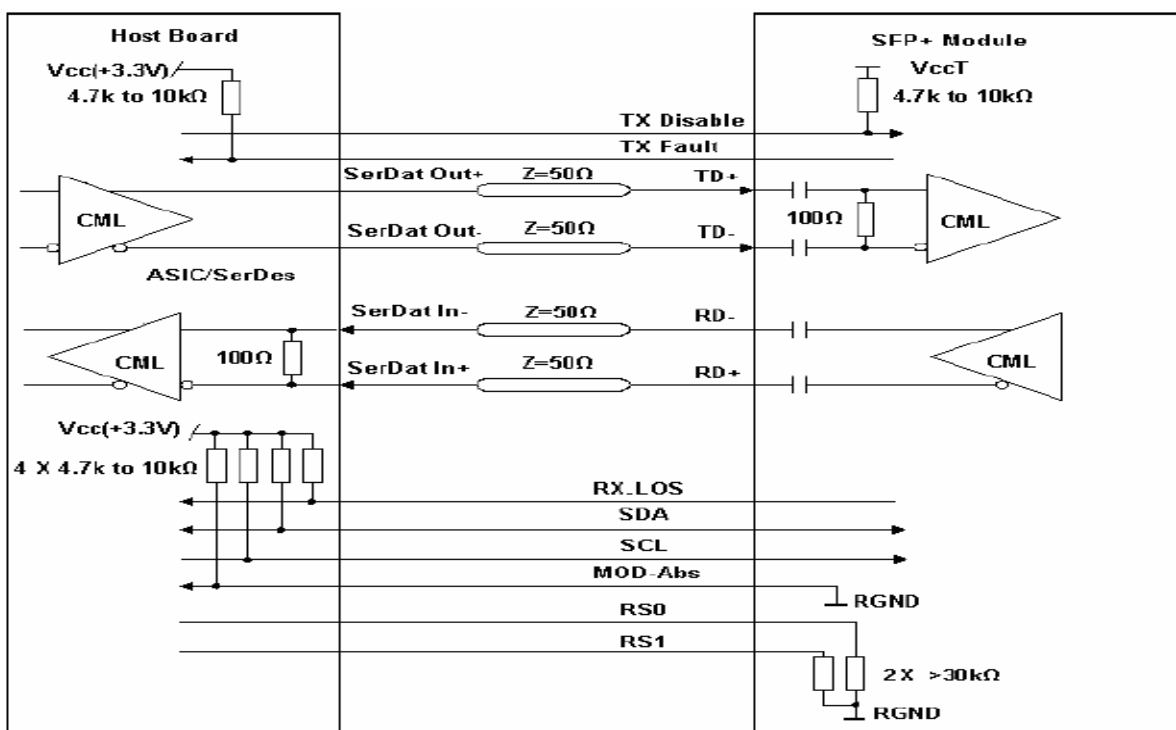 Host Board
SFP+ Module
Vcc(+3.3V)
4.7k to 10kΩ
VccT
4.7k to 10kΩ
TX Disable
TX Fault
SerDat Out+
Z=50Ω
TD+
CML
100Ω
CML
SerDat Out-
Z=50Ω
TD-
ASIC/SerDes
SerDat In-
Z=50Ω
RD-
CML
100Ω
SerDat In+
Z=50Ω
RD+
CML
Vcc(+3.3V)
4 X 4.7k to 10kΩ
RX_LOS
SDA
SCL
MOD-Abs
RGND
RS0
RS1
2X >30kΩ
RGND